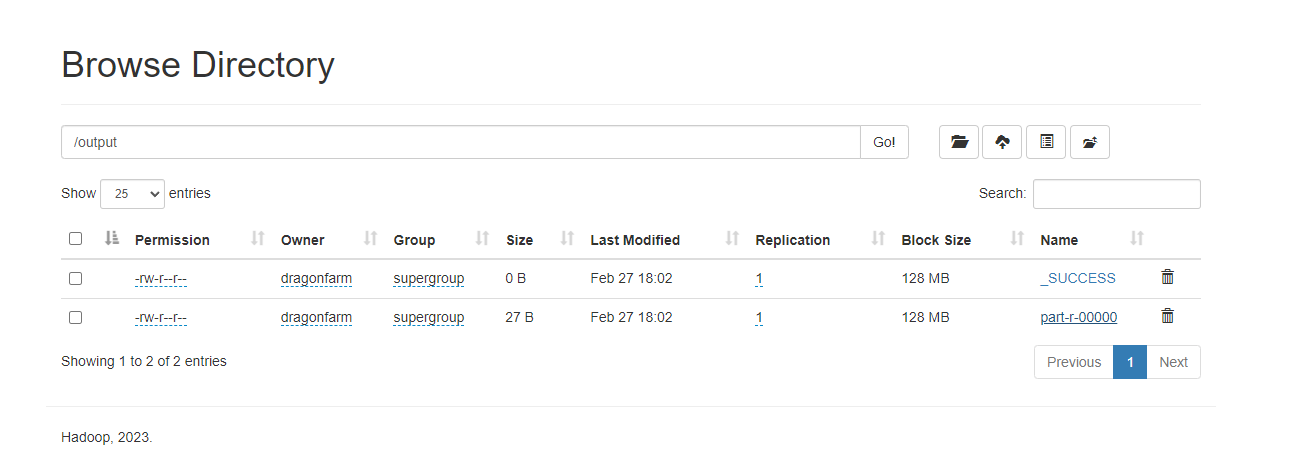 Browse Directory
/output Go!
Show 25 entries Search:
Permission Owner Group Size Last Modified Replication Block Size Name
-rw-r--r-- dragonfarm supergroup 0 B Feb 27 18:02 1 128 MB _SUCCESS
-rw-r--r-- dragonfarm supergroup 27 B Feb 27 18:02 1 128 MB part-r-00000
Showing 1 to 2 of 2 entries Previous 1 Next
Hadoop, 2023.